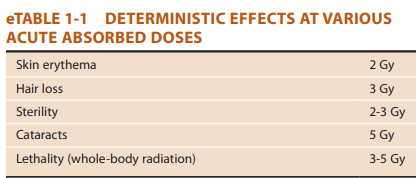 eTABLE 1-1 DETERMINISTIC EFFECTS AT VARIOUS
ACUTE ABSORBED DOSES
Skin erythema 2 Gy
Hair loss 3 Gy
Sterility 2-3 Gy
Cataracts 5 Gy
Lethality (whole-body radiation) 3-5 Gy